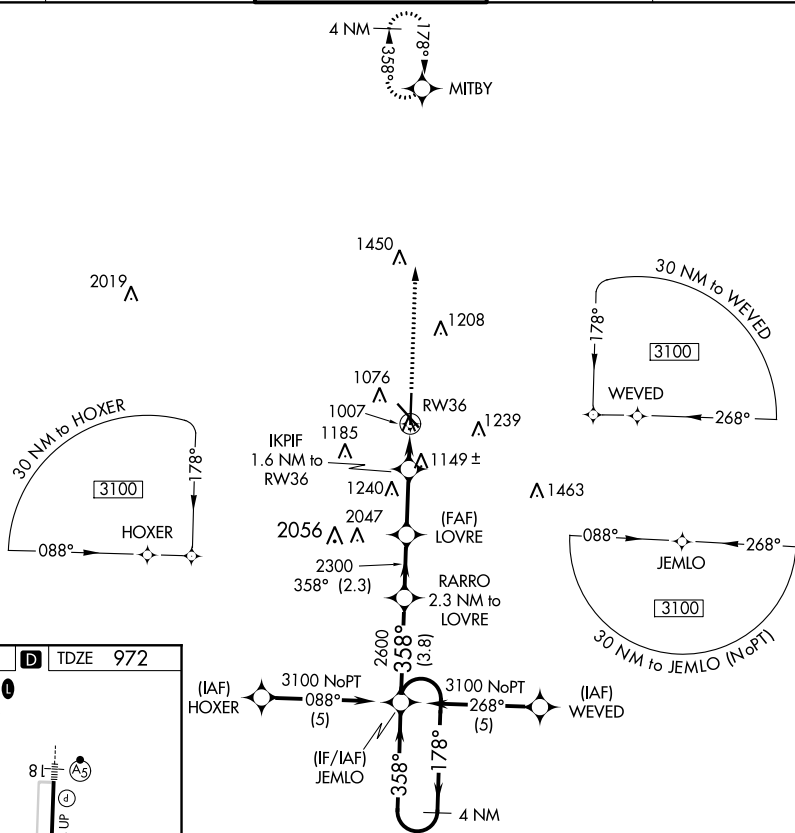 4 NM
178°
358°
MITBY
1450
2019
1208
30 NM to WEVED
178°
3100
WEVED
268°
1076
RW36
1007
1239
30 NM to HOXER
178°
3100
HOXER
088°
IKPIF
1.6 NM to
RW36
1185
1149 ±
1240
1463
2056
2047
(FAF)
LOVRE
088°
268°
JEMLO
3100
30 NM to JEMLO (NoPT)
2300
358° (2.3)
RARRO
2.3 NM to
LOVRE
2600
358°
(3.8)
D TDZE 972
L
(IAF)
HOXER
3100 NoPT
088°
(5)
3100 NoPT
268°
(5)
(IAF)
WEVED
(IF/IAF)
JEMLO
358°
178°
4 NM
18
A5
P
UP